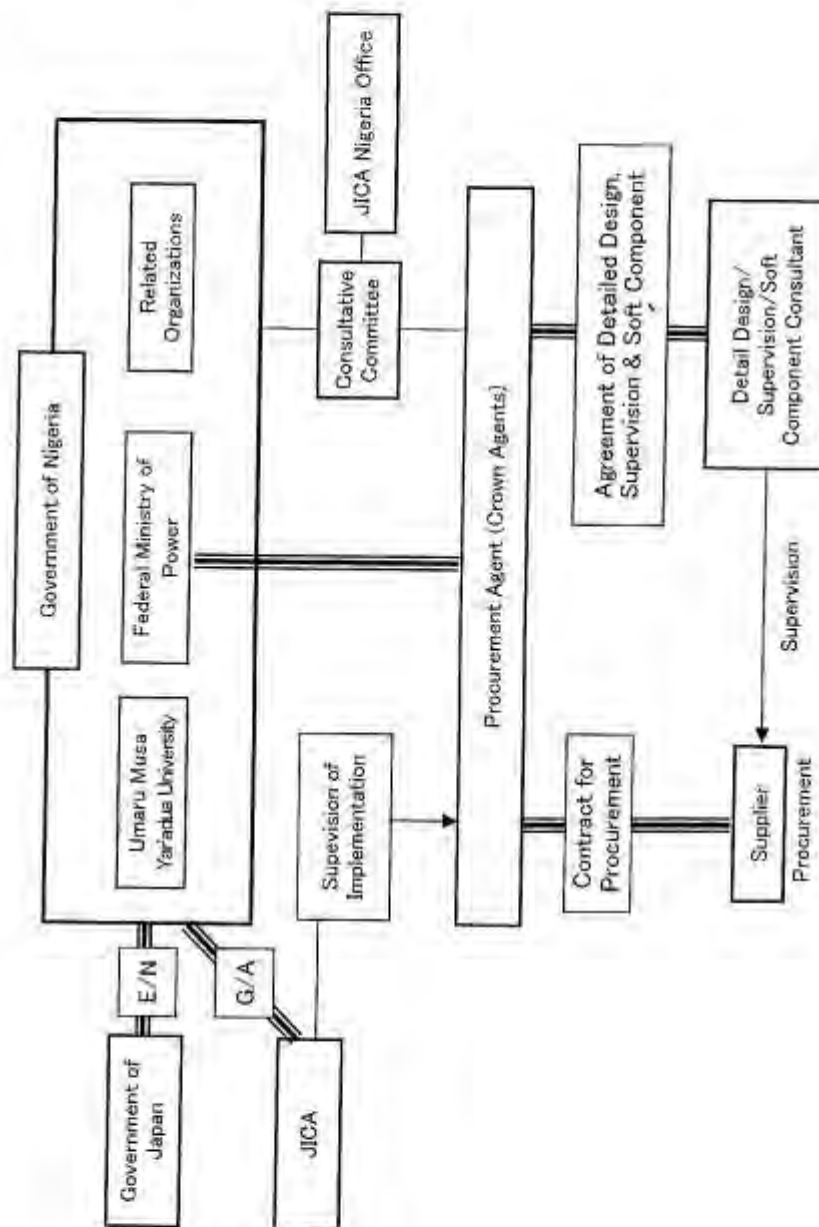 Government of Nigeria
Umaru Musa
Yar'adua University
Federal Ministry of
Power
Related
Organizations
Government of
Japan
E/N
G/A
JICA
Supevision of
Implementation
Consultative
Committee
JICA Nigeria Office
Procurement Agent (Crown Agents)
Contract for
Procurement
Agreement of Detailed Design,
Supervision & Soft Component
Supplier
Procurement
Supervision
Detail Design/
Supervision/Soft
Component Consultant